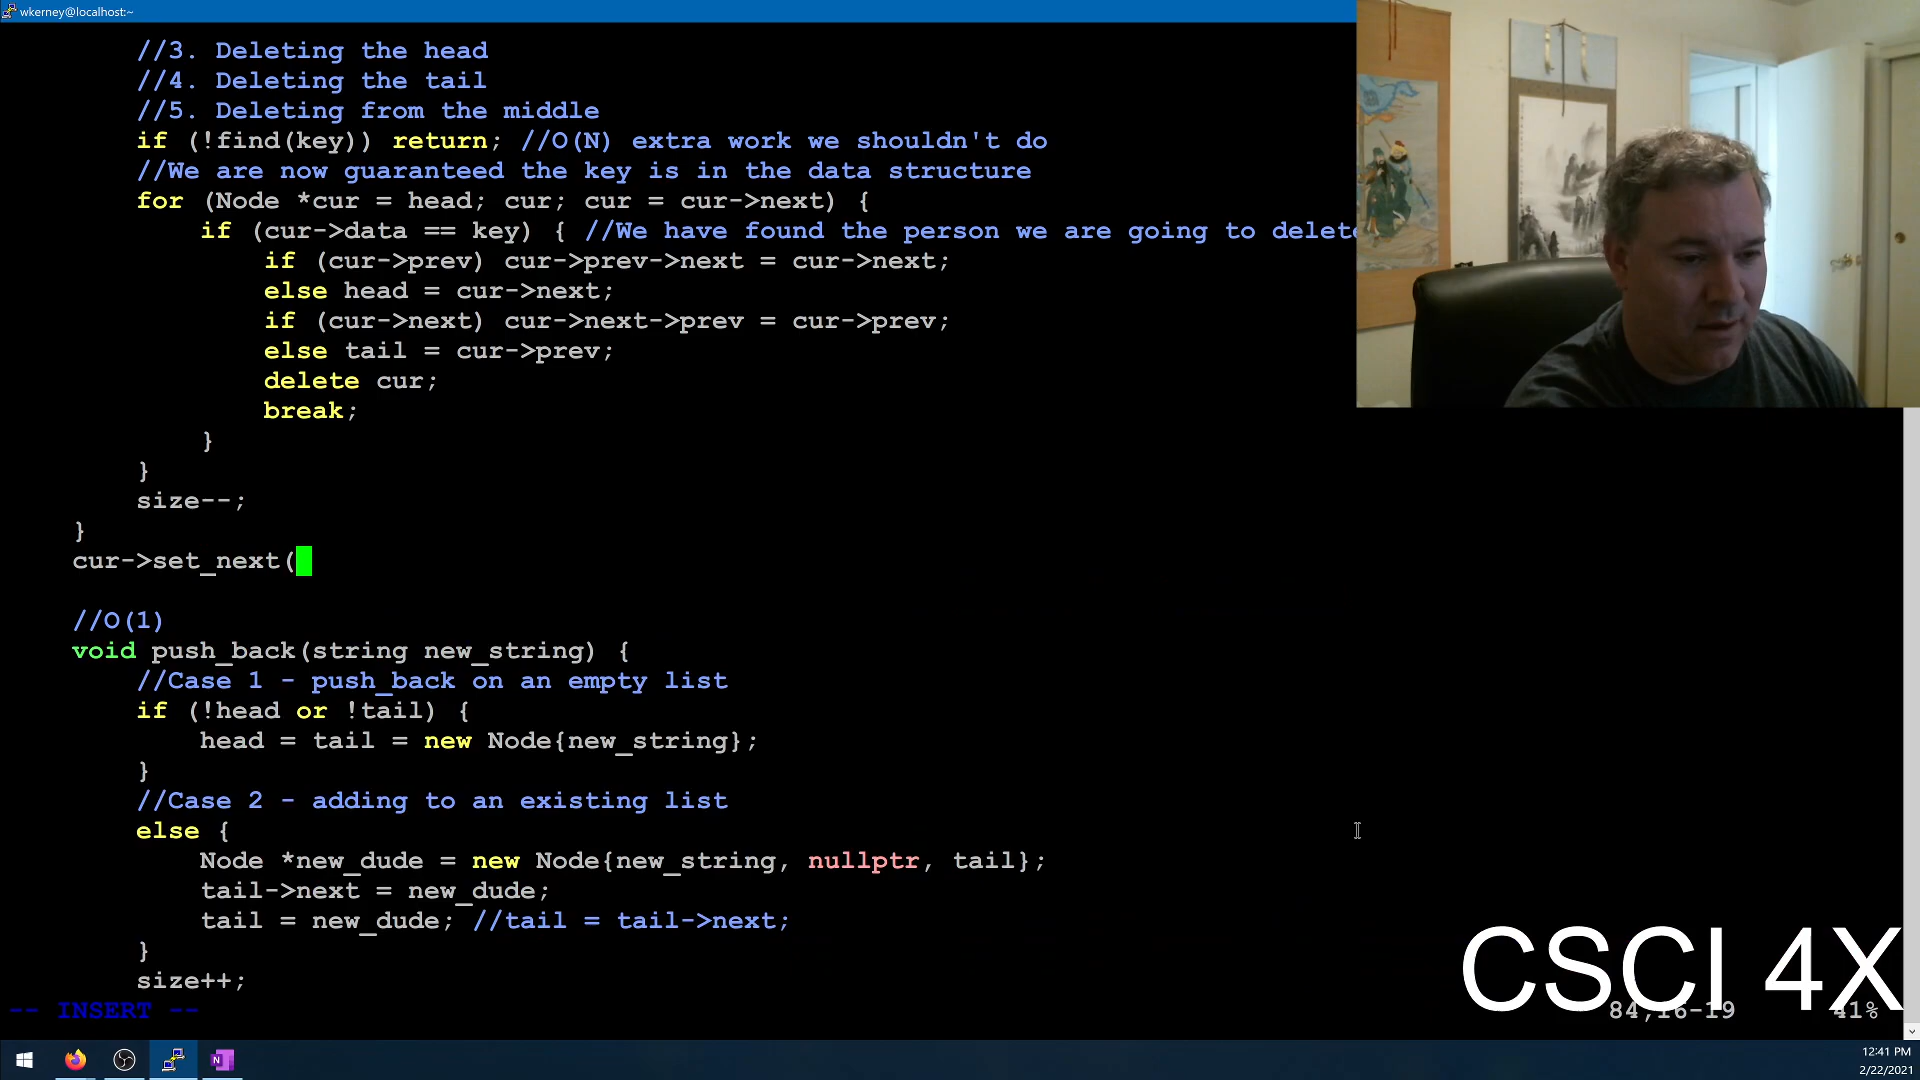 wkerney@localhost:~
//3. Deleting the head
//4. Deleting the tail
//5. Deleting from the middle
if (!find(key)) return; //O(N) extra work we shouldn't do
//We are now guaranteed the key is in the data structure
for (Node *cur = head; cur; cur = cur->next) {
if (cur->data == key) { //We have found the person we are going to delete
if (cur->prev) cur->prev->next = cur->next;
else head = cur->next;
if (cur->next) cur->next->prev = cur->prev;
else tail = cur->prev;
delete cur;
break;
}
}
size--;
}
cur->set_next(
//O(1)
void push_back(string new_string) {
//Case 1 - push_back on an empty list
if (!head or !tail) {
head = tail = new Node{new_string};
}
//Case 2 - adding to an existing list
else {
Node *new_dude = new Node{new_string, nullptr, tail};
tail->next = new_dude;
tail = new_dude; //tail = tail->next;
}
size++;
CSCI 4X
-- INSERT --
84,16-19
41%
12:41 PM
2/22/2021